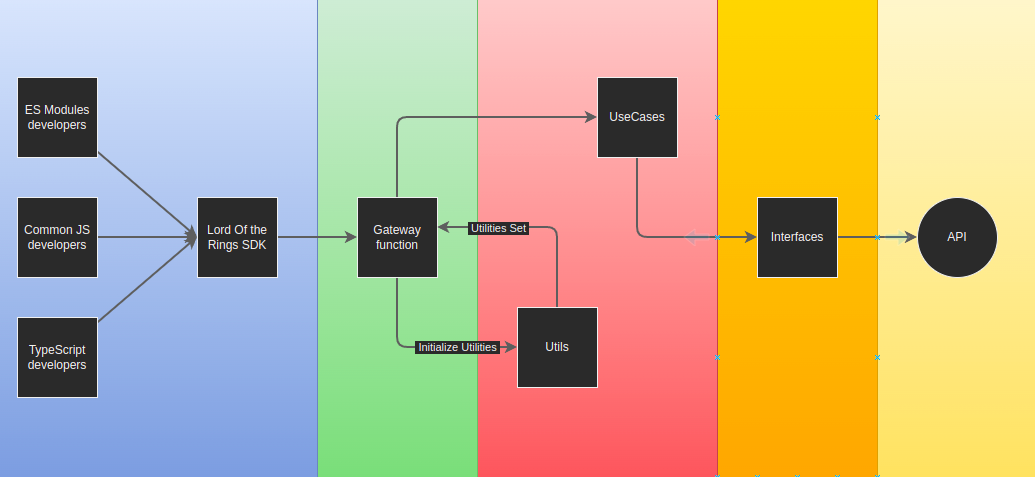 ES Modules
developers
Common JS
developers
TypeScript
developers
Lord Of the
Rings SDK
Gateway
function
Utilities Set
Initialize Utilities
UseCases
Utils
Interfaces
API